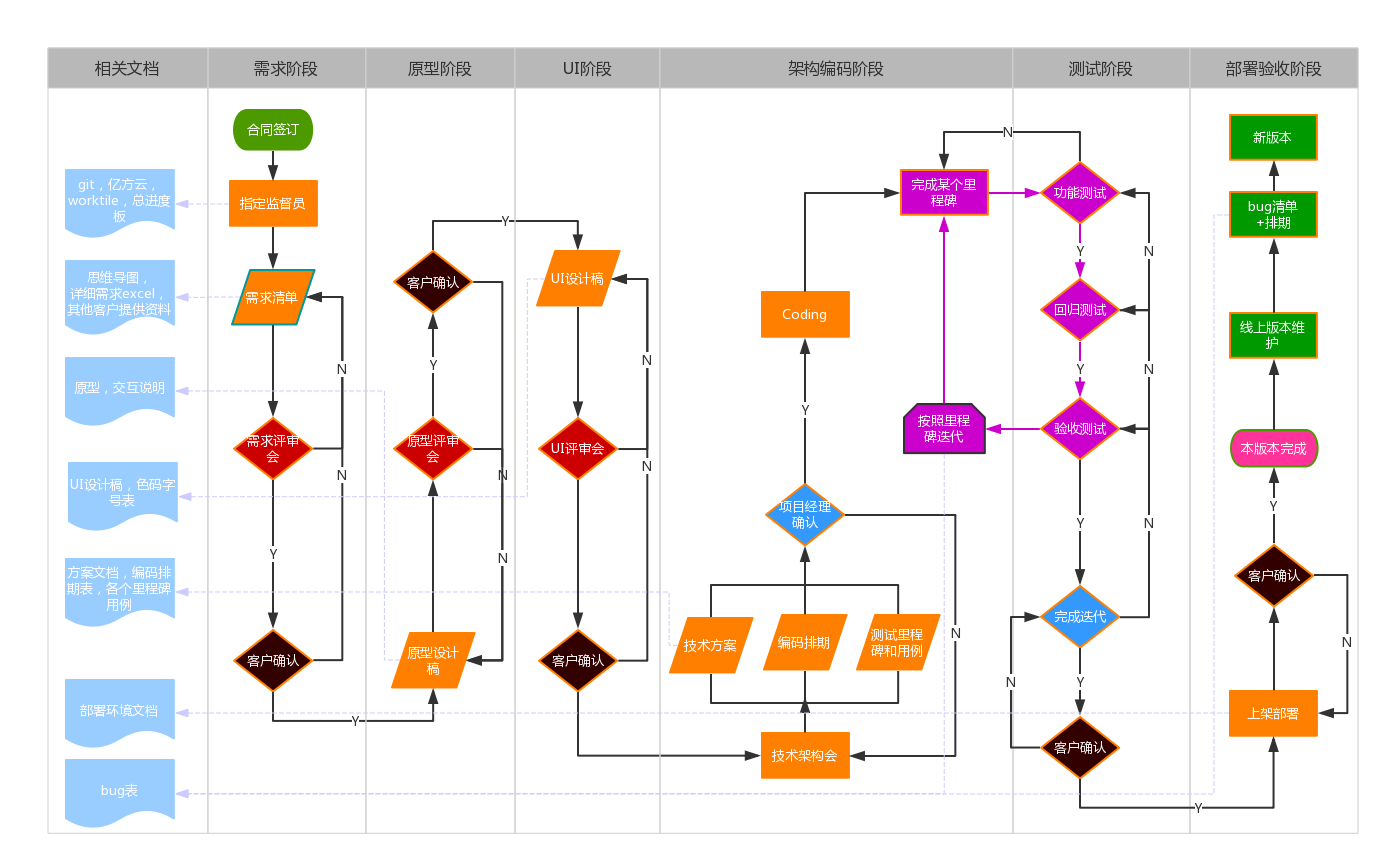 相关文档
需求阶段
原型阶段
UI阶段
架构编码阶段
测试阶段
部署验收阶段
git，亿方云，
worktile，总进度
板
思维导图，
详细需求excel，
其他客户提供资料
原型，交互说明
UI设计稿，色码字
号表
方案文档，编码排
期表，各个里程碑
用例
部署环境文档
bug表
合同签订
指定监督员
需求清单
N
需求评审
会
N
Y
客户确认
Y
客户确认
Y
原型评审
会
N
N
原型设计
稿
Y
UI设计稿
N
UI评审会
N
客户确认
Coding
Y
项目经理
确认
技术方案
编码排期
测试里程
碑和用例
N
技术架构会
完成某个里
程碑
按照里程
碑迭代
N
功能测试
Y
N
回归测试
Y
N
验收测试
Y
N
完成迭代
N
Y
客户确认
Y
新版本
bug清单
+排期
线上版本维
护
本版本完成
Y
客户确认
N
上架部署